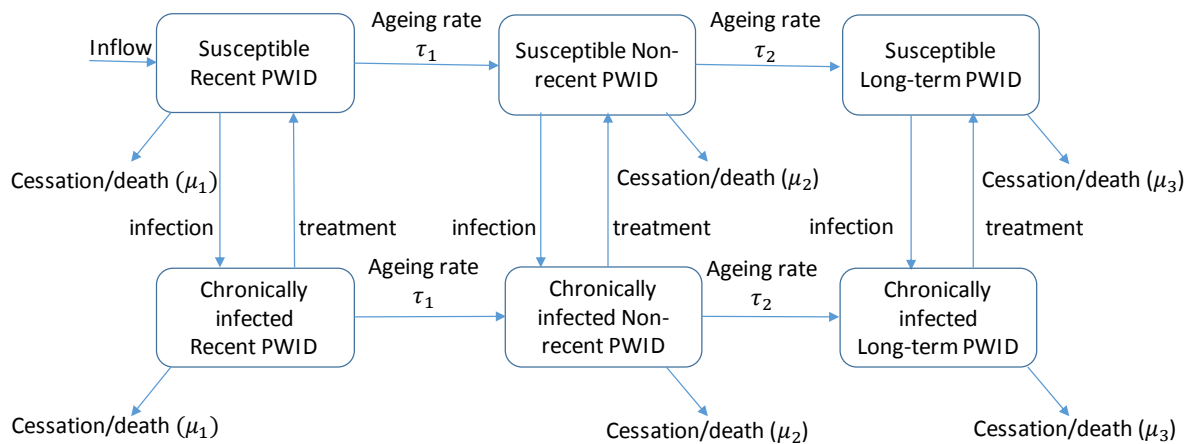 Inflow
Susceptible
Recent PWID
Ageing rate
τ₁
Susceptible Non-
recent PWID
Ageing rate
τ₂
Susceptible
Long-term PWID
Cessation/death (μ₁)
Cessation/death (μ₂)
Cessation/death (μ₃)
infection
treatment
infection
treatment
infection
treatment
Chronically
infected
Recent PWID
Ageing rate
τ₁
Chronically
infected Non-
recent PWID
Ageing rate
τ₂
Chronically
infected
Long-term PWID
Cessation/death (μ₁)
Cessation/death (μ₂)
Cessation/death (μ₃)